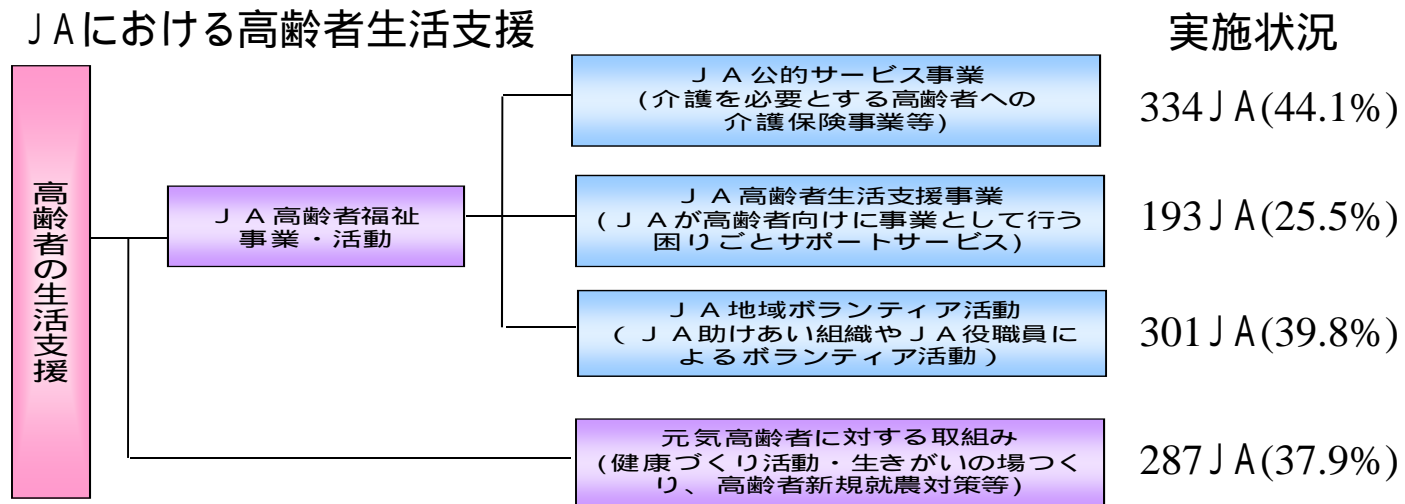 ＪAにおける高齢者生活支援
実施状況
高齢者の生活支援
ＪＡ高齢者福祉
事業・活動
ＪＡ公的サービス事業
(介護を必要とする高齢者への
介護保険事業等)
334ＪA(44.1%)
ＪＡ高齢者生活支援事業
(ＪＡが高齢者向けに事業として行う
困りごとサポートサービス)
193ＪA(25.5%)
ＪＡ地域ボランティア活動
(ＪＡ助けあい組織やＪＡ役職員に
よるボランティア活動)
301ＪA(39.8%)
元気高齢者に対する取組み
(健康づくり活動・生きがいの場つく
り、高齢者新規就農対策等)
287ＪA(37.9%)